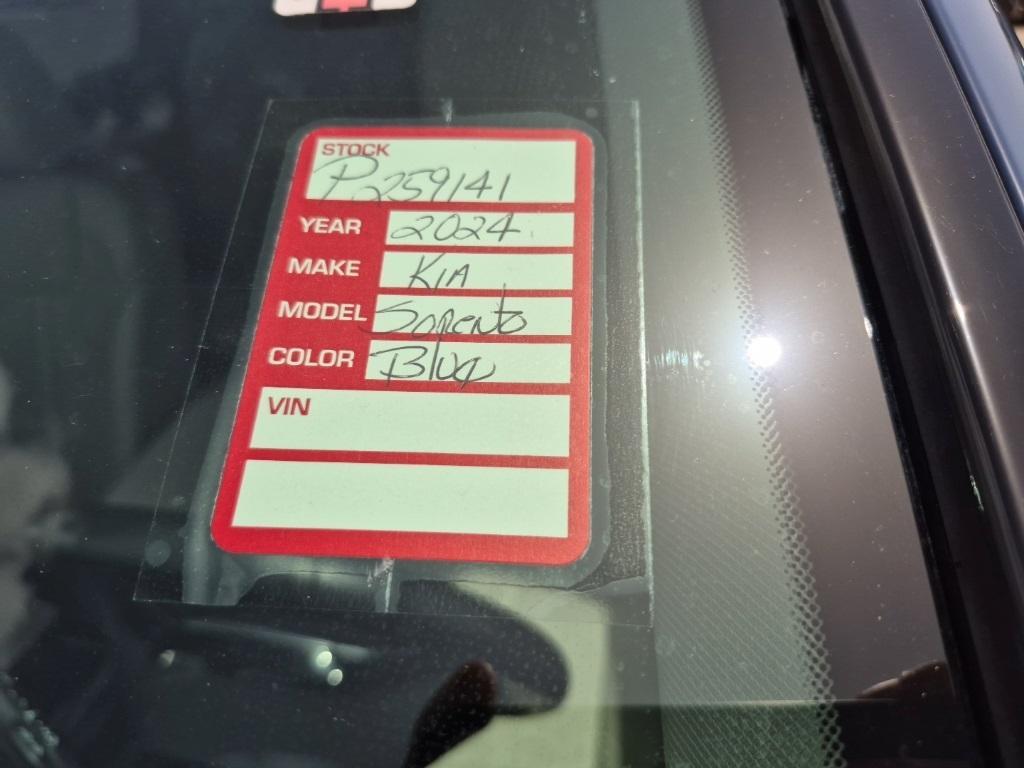 STOCK
P259141
YEAR 2024
MAKE KIA
MODEL Sorento
COLOR Blue
VIN